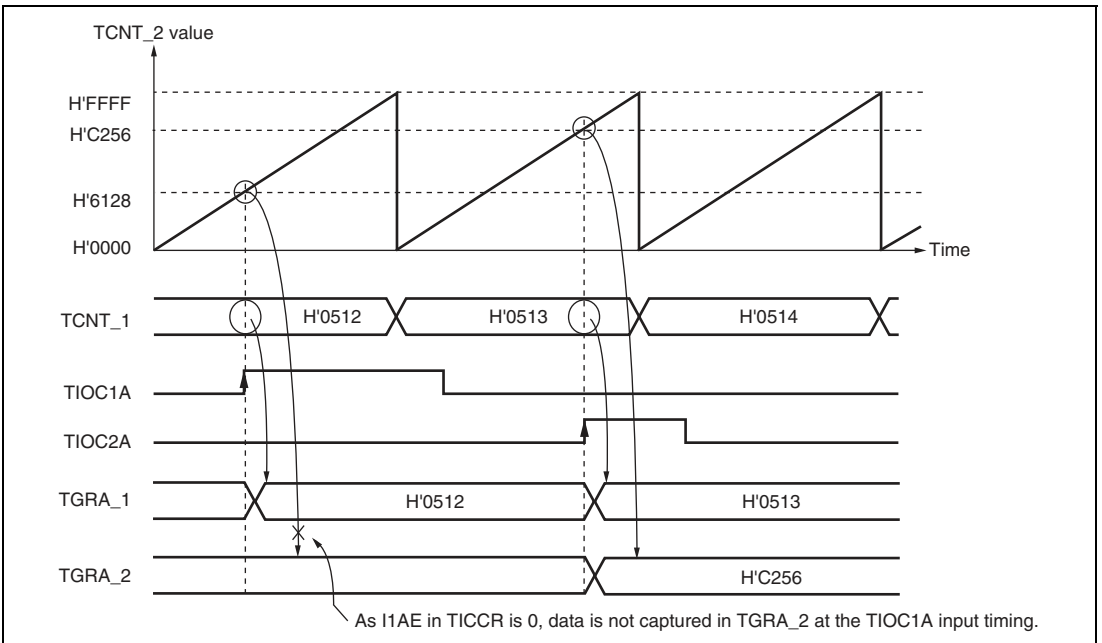 TCNT_2 value
H'FFFF
H'C256
H'6128
H'0000
Time
TCNT_1
H'0512
H'0513
H'0514
TIOC1A
TIOC2A
TGRA_1
H'0512
H'0513
TGRA_2
H'C256
As I1AE in TICCR is 0, data is not captured in TGRA_2 at the TIOC1A input timing.